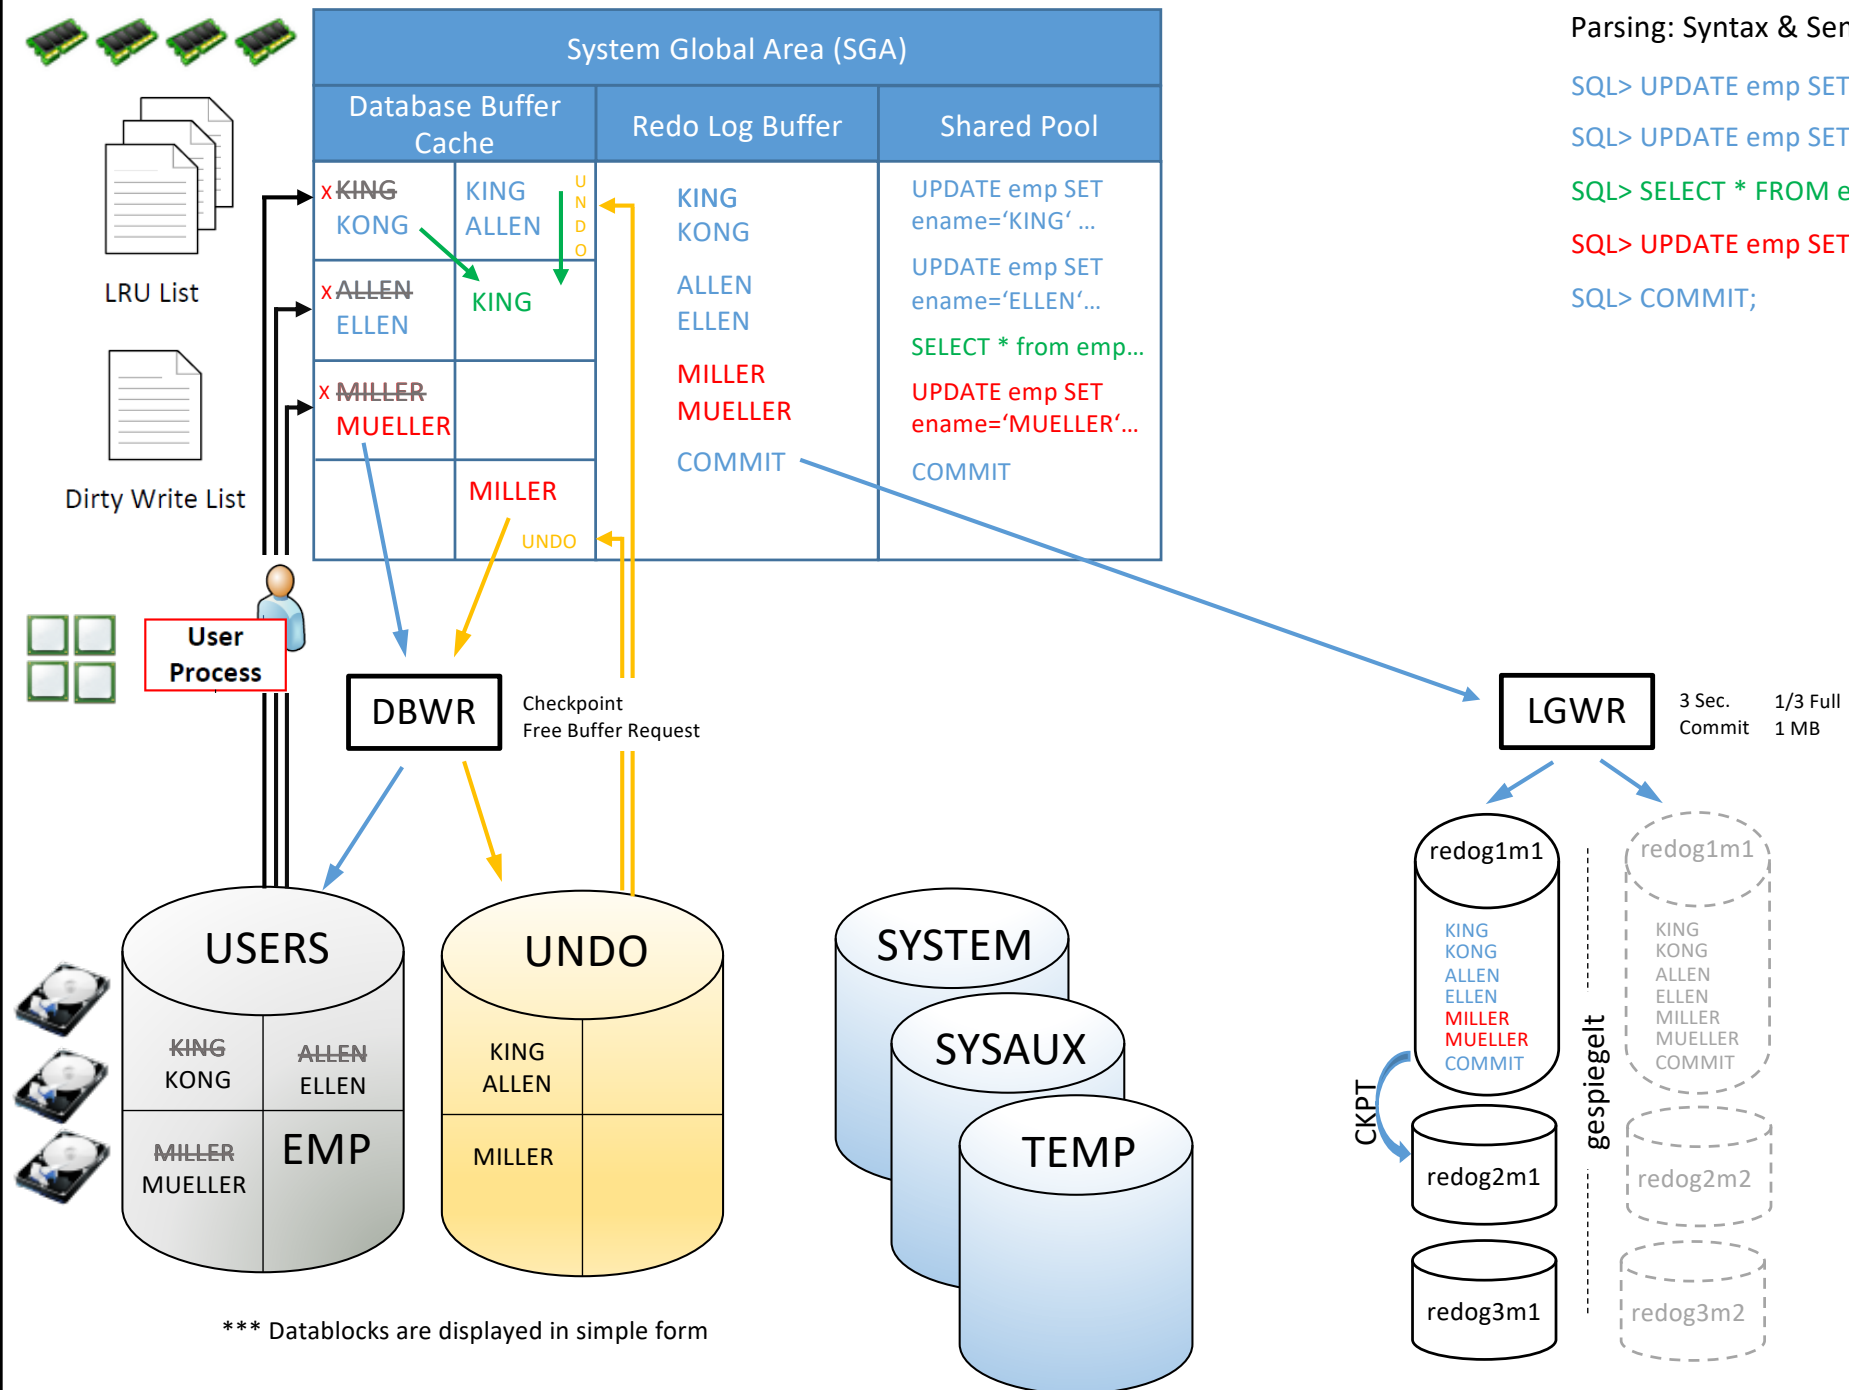 System Global Area (SGA)
Database Buffer
Cache
Redo Log Buffer
Shared Pool
x KING
KONG
KING
ALLEN
UNDO
x ALLEN
ELLEN
KING
x MILLER
MUELLER
MILLER
UNDO
KING
KONG
ALLEN
ELLEN
MILLER
MUELLER
COMMIT
UPDATE emp SET
ename='KING' ...
UPDATE emp SET
ename='ELLEN'...
SELECT * from emp...
UPDATE emp SET
ename='MUELLER'...
COMMIT
Parsing: Syntax & Sen
SQL> UPDATE emp SET
SQL> UPDATE emp SET
SQL> SELECT * FROM e
SQL> UPDATE emp SET
SQL> COMMIT;
LRU List
Dirty Write List
User
Process
DBWR
Checkpoint
Free Buffer Request
LGWR
3 Sec. 1/3 Full
Commit 1 MB
USERS
KING
KONG
ALLEN
ELLEN
MILLER
MUELLER
EMP
UNDO
KING
ALLEN
MILLER
SYSTEM
SYSAUX
TEMP
redog1m1
KING
KONG
ALLEN
ELLEN
MILLER
MUELLER
COMMIT
CKPT
redog2m1
redog3m1
gespiegelt
redog1m1
KING
KONG
ALLEN
ELLEN
MILLER
MUELLER
COMMIT
redog2m2
redog3m2
*** Datablocks are displayed in simple form